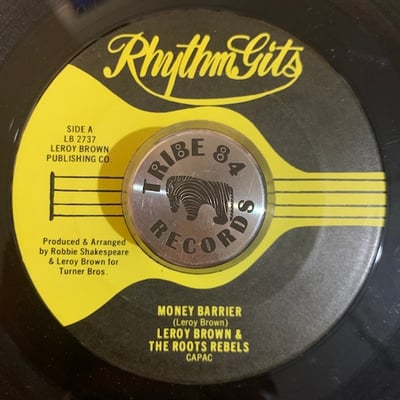 RhythmGits
SIDE A
LB 2737
LEROY BROWN
PUBLISHING CO.
TRIBE 84
RECORDS
Produced & Arranged
by Robbie Shakespeare
& Leroy Brown for
Turner Bros.
MONEY BARRIER
(Leroy Brown)
LEROY BROWN &
THE ROOTS REBELS
CAPAC